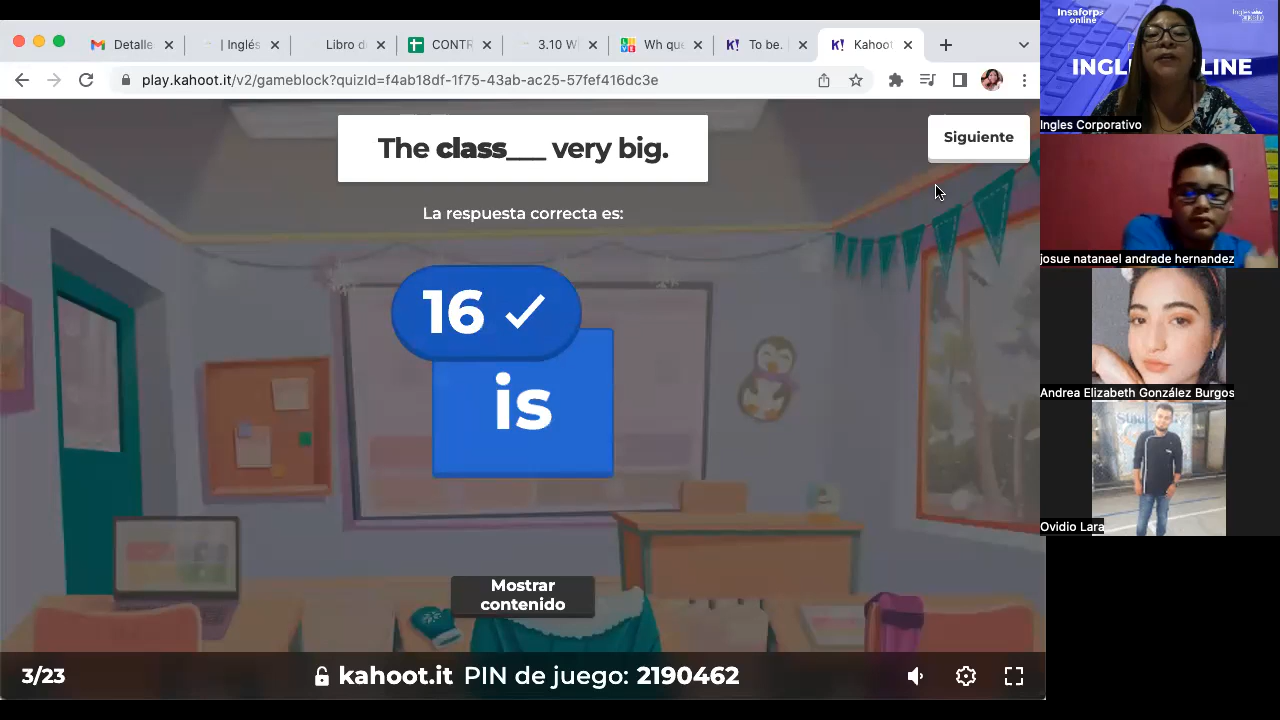 Detalle
| Inglés
Libro d
CONTR
3.10 W
Wh que
To be.
Kahoot
play.kahoot.it/v2/gameblock?quizId=f4ab18df-1f75-43ab-ac25-57fef416dc3e
The class___ very big.
Siguiente
La respuesta correcta es:
16
is
Mostrar
contenido
3/23
kahoot.it PIN de juego: 2190462
Insaforp
online
Ingles Corporativo
josue natanael andrade hernandez
Andrea Elizabeth González Burgos
Ovidio Lara